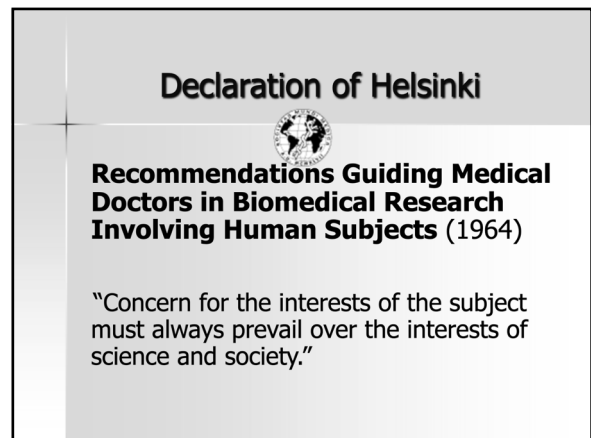 Declaration of Helsinki
Recommendations Guiding Medical
Doctors in Biomedical Research
Involving Human Subjects (1964)
“Concern for the interests of the subject
must always prevail over the interests of
science and society.”